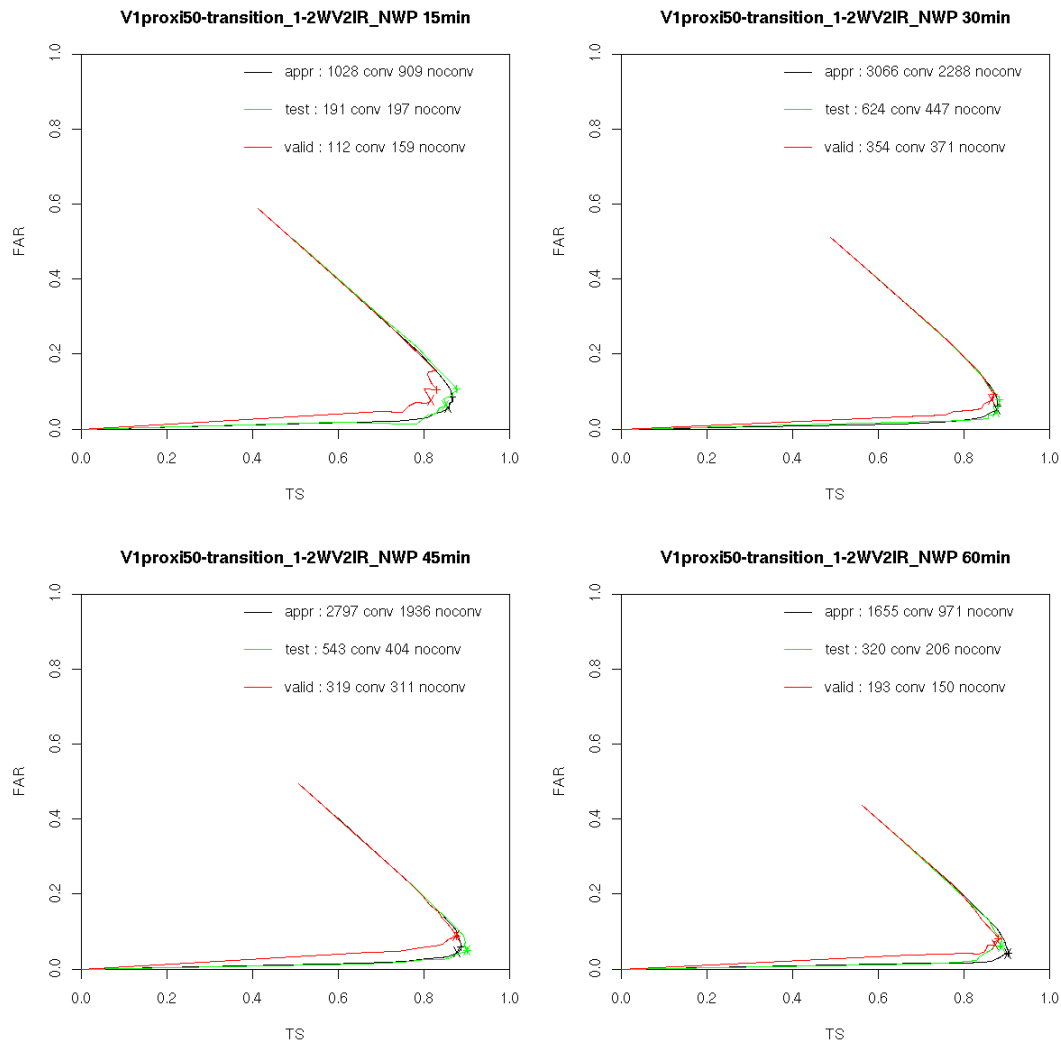 V1proxi50-transition_1-2WV2IR_NWP 15min
appr : 1028 conv 909 noconv
test : 191 conv 197 noconv
valid : 112 conv 159 noconv
FAR
1.0
0.8
0.6
0.4
0.2
0.0
0.0 0.2 0.4 0.6 0.8 1.0
TS
V1proxi50-transition_1-2WV2IR_NWP 30min
appr : 3066 conv 2288 noconv
test : 624 conv 447 noconv
valid : 354 conv 371 noconv
FAR
1.0
0.8
0.6
0.4
0.2
0.0
0.0 0.2 0.4 0.6 0.8 1.0
TS
V1proxi50-transition_1-2WV2IR_NWP 45min
appr : 2797 conv 1936 noconv
test : 543 conv 404 noconv
valid : 319 conv 311 noconv
FAR
1.0
0.8
0.6
0.4
0.2
0.0
0.0 0.2 0.4 0.6 0.8 1.0
TS
V1proxi50-transition_1-2WV2IR_NWP 60min
appr : 1655 conv 971 noconv
test : 320 conv 206 noconv
valid : 193 conv 150 noconv
FAR
1.0
0.8
0.6
0.4
0.2
0.0
0.0 0.2 0.4 0.6 0.8 1.0
TS